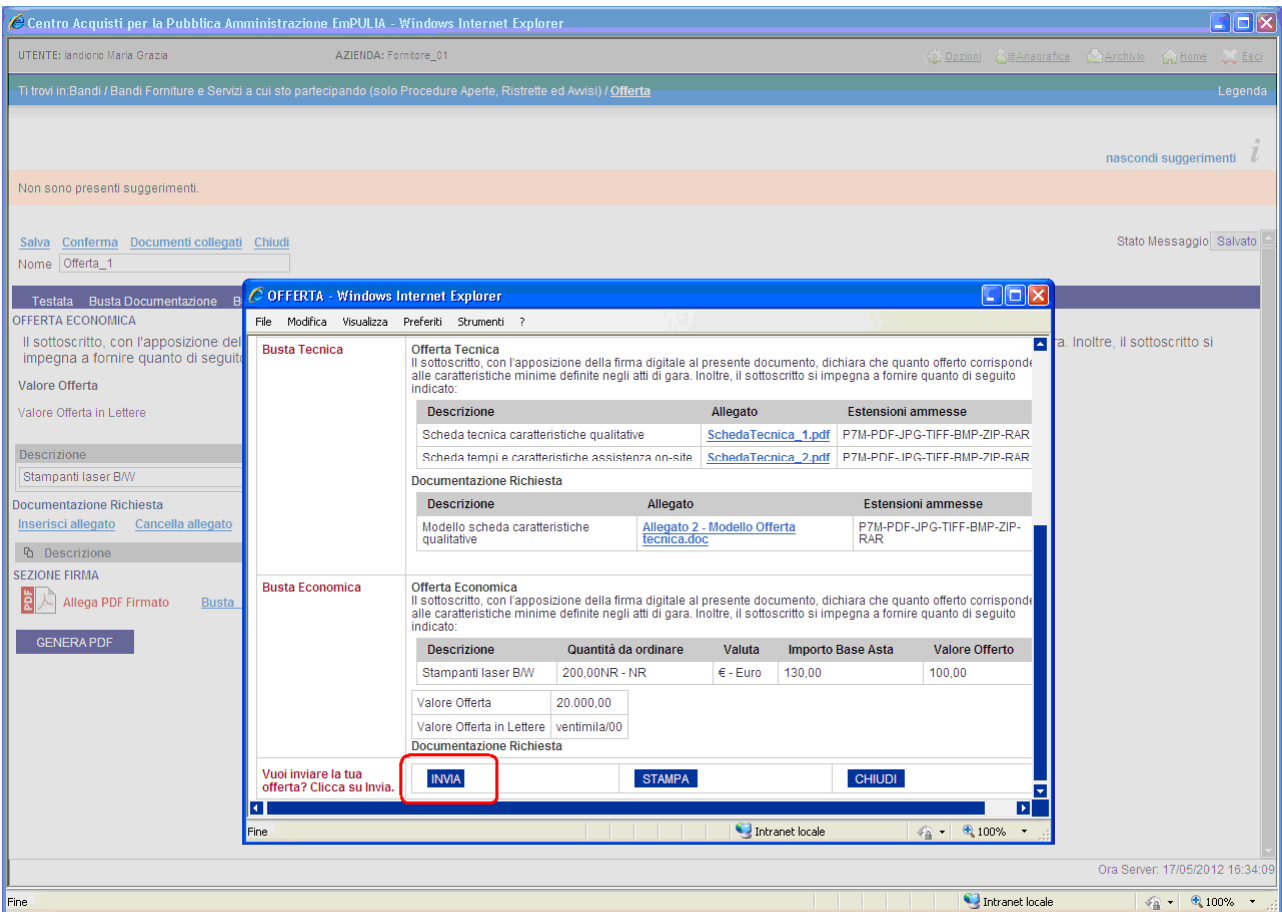 Centro Acquisti per la Pubblica Amministrazione EmPULIA - Windows Internet Explorer
UTENTE: Iandiorio Maria Grazia AZIENDA: Fornitore_01 Opzioni Anagrafica Archivio Home Esci
Ti trovi in:Bandi / Bandi Forniture e Servizi a cui sto partecipando (solo Procedure Aperte, Ristrette ed Avvisi) / Offerta Legenda
nascondi suggerimenti i
Non sono presenti suggerimenti.
Salva Conferma Documenti collegati Chiudi Stato Messaggio Salvato
Nome Offerta_1
Testata Busta Documentazione B
OFFERTA ECONOMICA
Il sottoscritto, con l'apposizione del ra. Inoltre, il sottoscritto si
impegna a fornire quanto di seguito
Valore Offerta
Valore Offerta in Lettere
Descrizione
Stampanti laser B/W
Documentazione Richiesta
Inserisci allegato Cancella allegato
Descrizione
SEZIONE FIRMA
PDF Allega PDF Firmato Busta
GENERA PDF
OFFERTA - Windows Internet Explorer
File Modifica Visualizza Preferiti Strumenti ?
Busta Tecnica Offerta Tecnica
Il sottoscritto, con l'apposizione della firma digitale al presente documento, dichiara che quanto offerto corrisponde
alle caratteristiche minime definite negli atti di gara. Inoltre, il sottoscritto si impegna a fornire quanto di seguito
indicato:
Descrizione Allegato Estensioni ammesse
Scheda tecnica caratteristiche qualitative SchedaTecnica_1.pdf P7M-PDF-JPG-TIFF-BMP-ZIP-RAR
Scheda tempi e caratteristiche assistenza on-site SchedaTecnica_2.pdf P7M-PDF-JPG-TIFF-BMP-ZIP-RAR
Documentazione Richiesta
Descrizione Allegato Estensioni ammesse
Modello scheda caratteristiche Allegato 2 - Modello Offerta P7M-PDF-JPG-TIFF-BMP-ZIP-
qualitative tecnica.doc RAR
Busta Economica Offerta Economica
Il sottoscritto, con l'apposizione della firma digitale al presente documento, dichiara che quanto offerto corrisponde
alle caratteristiche minime definite negli atti di gara. Inoltre, il sottoscritto si impegna a fornire quanto di seguito
indicato:
Descrizione Quantità da ordinare Valuta Importo Base Asta Valore Offerto
Stampanti laser B/W 200,00NR - NR € - Euro 130,00 100,00
Valore Offerta 20.000,00
Valore Offerta in Lettere ventimila/00
Documentazione Richiesta
Vuoi inviare la tua
offerta? Clicca su Invia. INVIA STAMPA CHIUDI
Fine Intranet locale 100%
Ora Server: 17/05/2012 16:34:09
Fine Intranet locale 100%